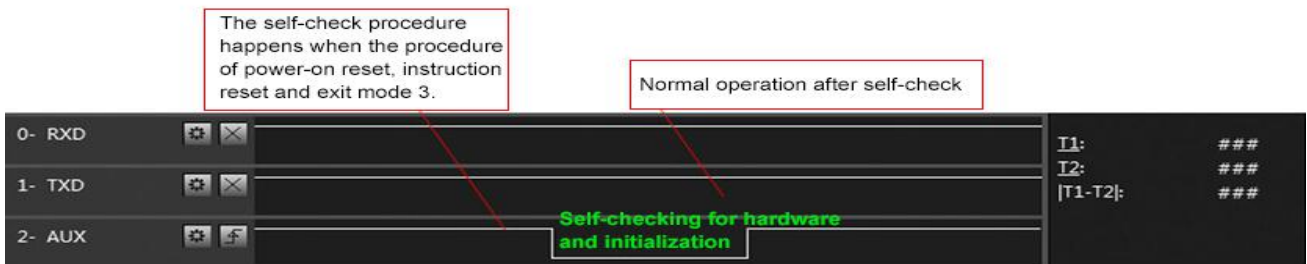 The self-check procedure
happens when the procedure
of power-on reset, instruction
reset and exit mode 3.
Normal operation after self-check
0- RXD
T1: ###
T2: ###
1- TXD
|T1-T2|: ###
Self-checking for hardware
and initialization
2- AUX